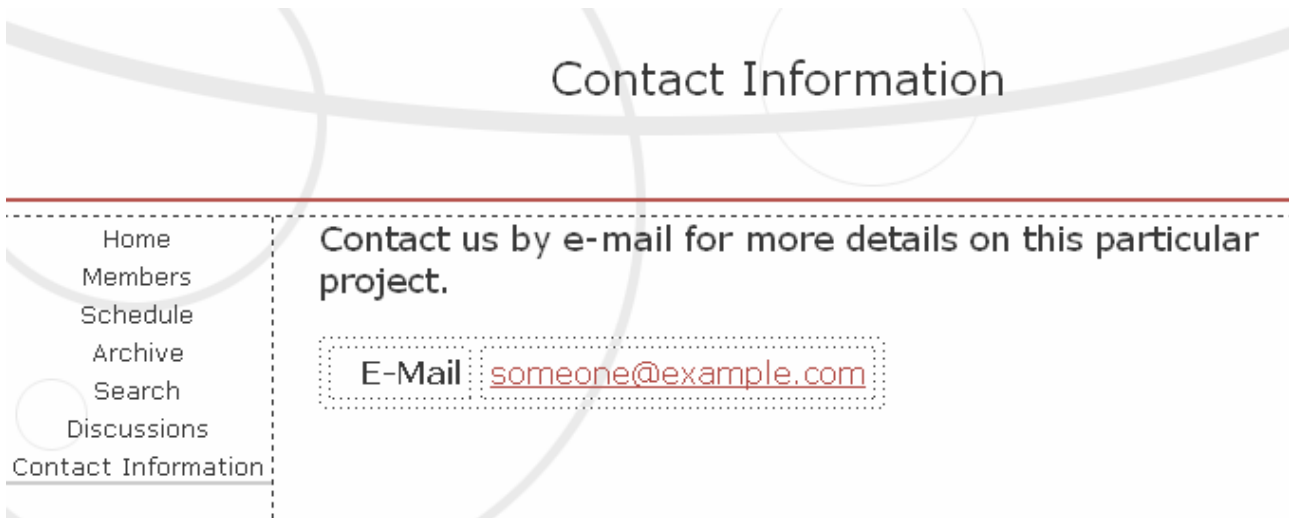 Contact Information
Home
Members
Schedule
Archive
Search
Discussions
Contact Information
Contact us by e-mail for more details on this particular
project.
E-Mail someone@example.com